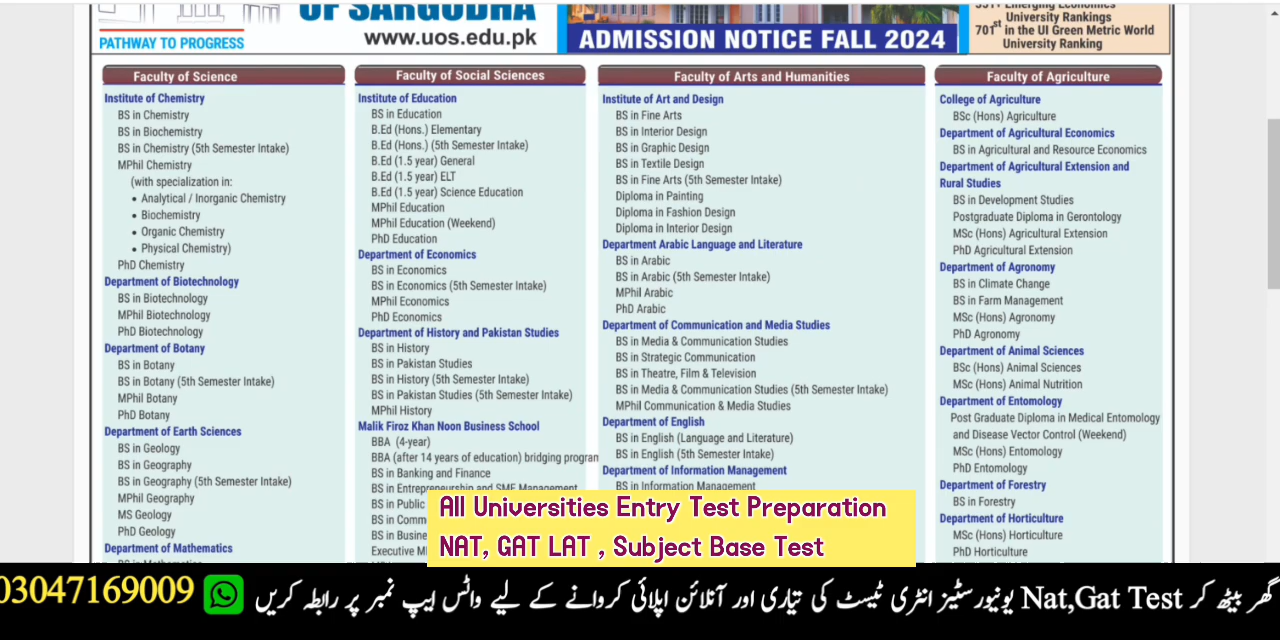 OF SARGODHA
PATHWAY TO PROGRESS
www.uos.edu.pk
ADMISSION NOTICE FALL 2024
University Rankings
701st in the UI Green Metric World
University Ranking
Faculty of Science
Institute of Chemistry
BS in Chemistry
BS in Biochemistry
BS in Chemistry (5th Semester Intake)
MPhil Chemistry
(with specialization in:
• Analytical / Inorganic Chemistry
• Biochemistry
• Organic Chemistry
• Physical Chemistry)
PhD Chemistry
Department of Biotechnology
BS in Biotechnology
MPhil Biotechnology
PhD Biotechnology
Department of Botany
BS in Botany
BS in Botany (5th Semester Intake)
MPhil Botany
PhD Botany
Department of Earth Sciences
BS in Geology
BS in Geography
BS in Geography (5th Semester Intake)
MPhil Geography
MS Geology
PhD Geology
Department of Mathematics
Faculty of Social Sciences
Institute of Education
BS in Education
B.Ed (Hons.) Elementary
B.Ed (Hons.) (5th Semester Intake)
B.Ed (1.5 year) General
B.Ed (1.5 year) ELT
B.Ed (1.5 year) Science Education
MPhil Education
MPhil Education (Weekend)
PhD Education
Department of Economics
BS in Economics
BS in Economics (5th Semester Intake)
MPhil Economics
PhD Economics
Department of History and Pakistan Studies
BS in History
BS in Pakistan Studies
BS in History (5th Semester Intake)
BS in Pakistan Studies (5th Semester Intake)
MPhil History
Malik Firoz Khan Noon Business School
BBA (4-year)
BBA (after 14 years of education) bridging program
BS in Banking and Finance
BS in Entrepreneurship and SME Management
BS in Public
BS in Comm
BS in Busine
Executive M
Faculty of Arts and Humanities
Institute of Art and Design
BS in Fine Arts
BS in Interior Design
BS in Graphic Design
BS in Textile Design
BS in Fine Arts (5th Semester Intake)
Diploma in Painting
Diploma in Fashion Design
Diploma in Interior Design
Department Arabic Language and Literature
BS in Arabic
BS in Arabic (5th Semester Intake)
MPhil Arabic
PhD Arabic
Department of Communication and Media Studies
BS in Media & Communication Studies
BS in Strategic Communication
BS in Theatre, Film & Television
BS in Media & Communication Studies (5th Semester Intake)
MPhil Communication & Media Studies
Department of English
BS in English (Language and Literature)
BS in English (5th Semester Intake)
Department of Information Management
BS in Information Management
Faculty of Agriculture
College of Agriculture
BSc (Hons) Agriculture
Department of Agricultural Economics
BS in Agricultural and Resource Economics
Department of Agricultural Extension and
Rural Studies
BS in Development Studies
Postgraduate Diploma in Gerontology
MSc (Hons) Agricultural Extension
PhD Agricultural Extension
Department of Agronomy
BS in Climate Change
BS in Farm Management
MSc (Hons) Agronomy
PhD Agronomy
Department of Animal Sciences
BSc (Hons) Animal Sciences
MSc (Hons) Animal Nutrition
Department of Entomology
Post Graduate Diploma in Medical Entomology
and Disease Vector Control (Weekend)
MSc (Hons) Entomology
PhD Entomology
Department of Forestry
BS in Forestry
Department of Horticulture
MSc (Hons) Horticulture
PhD Horticulture
All Universities Entry Test Preparation
NAT, GAT LAT , Subject Base Test
گھر بیٹھ کر Nat,Gat Test یونیورسٹیز انٹری ٹیسٹ کی تیاری اور آنلائن اپلائی کروانے کے لیے واٹس ایپ نمبر پر رابطہ کریں 03047169009